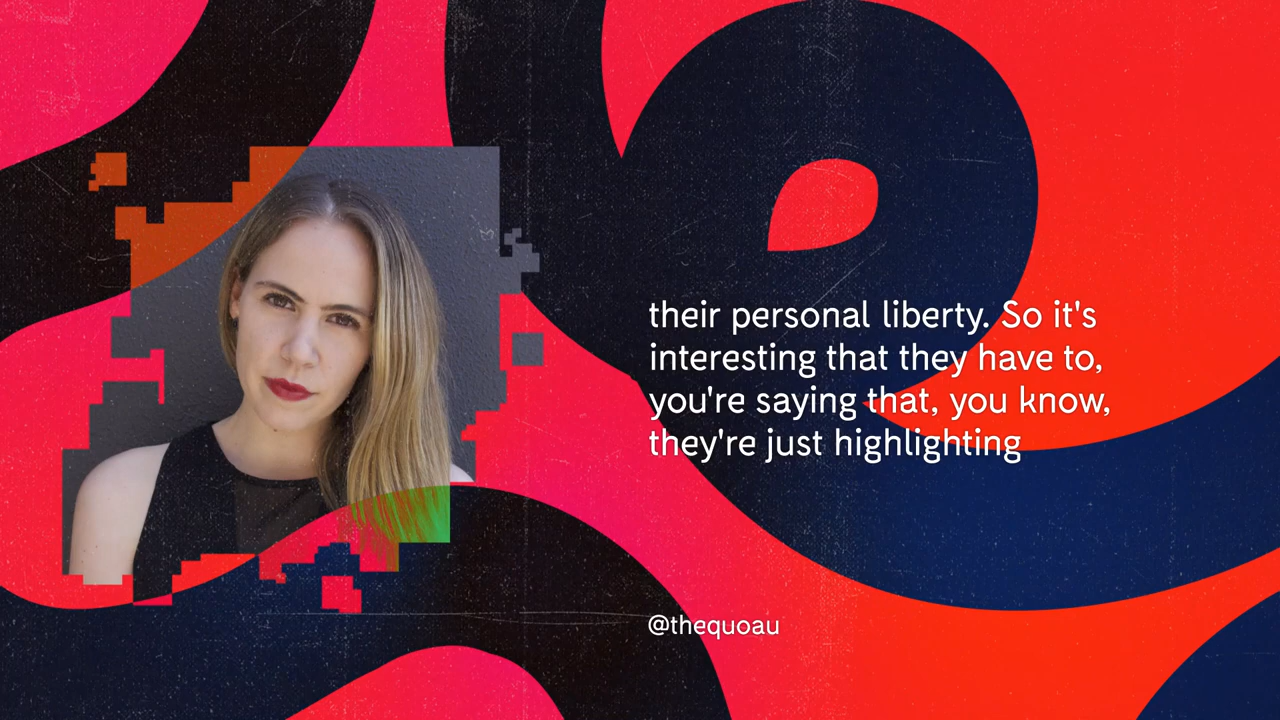 their personal liberty. So it's
interesting that they have to,
you're saying that, you know,
they're just highlighting
@thequoau